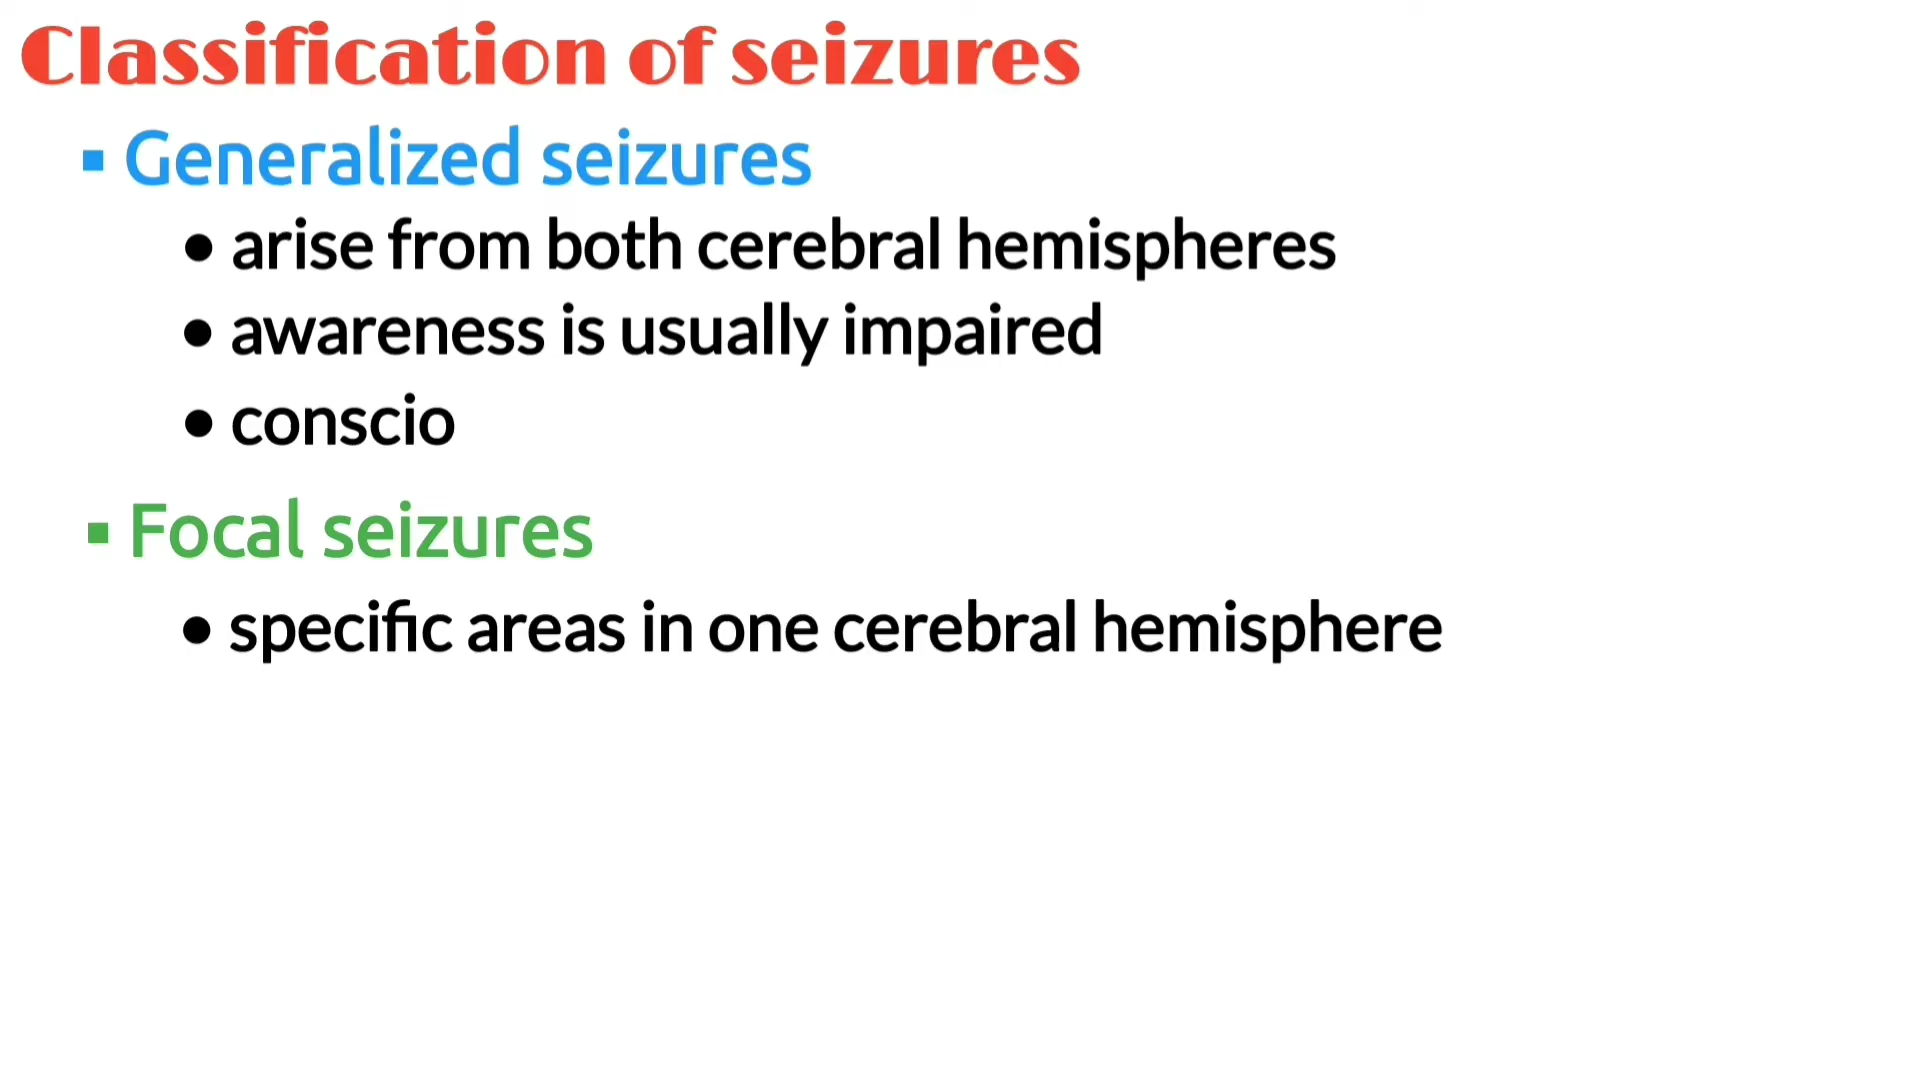 Classification of seizures
▪ Generalized seizures
● arise from both cerebral hemispheres
● awareness is usually impaired
● conscio
▪ Focal seizures
● specific areas in one cerebral hemisphere